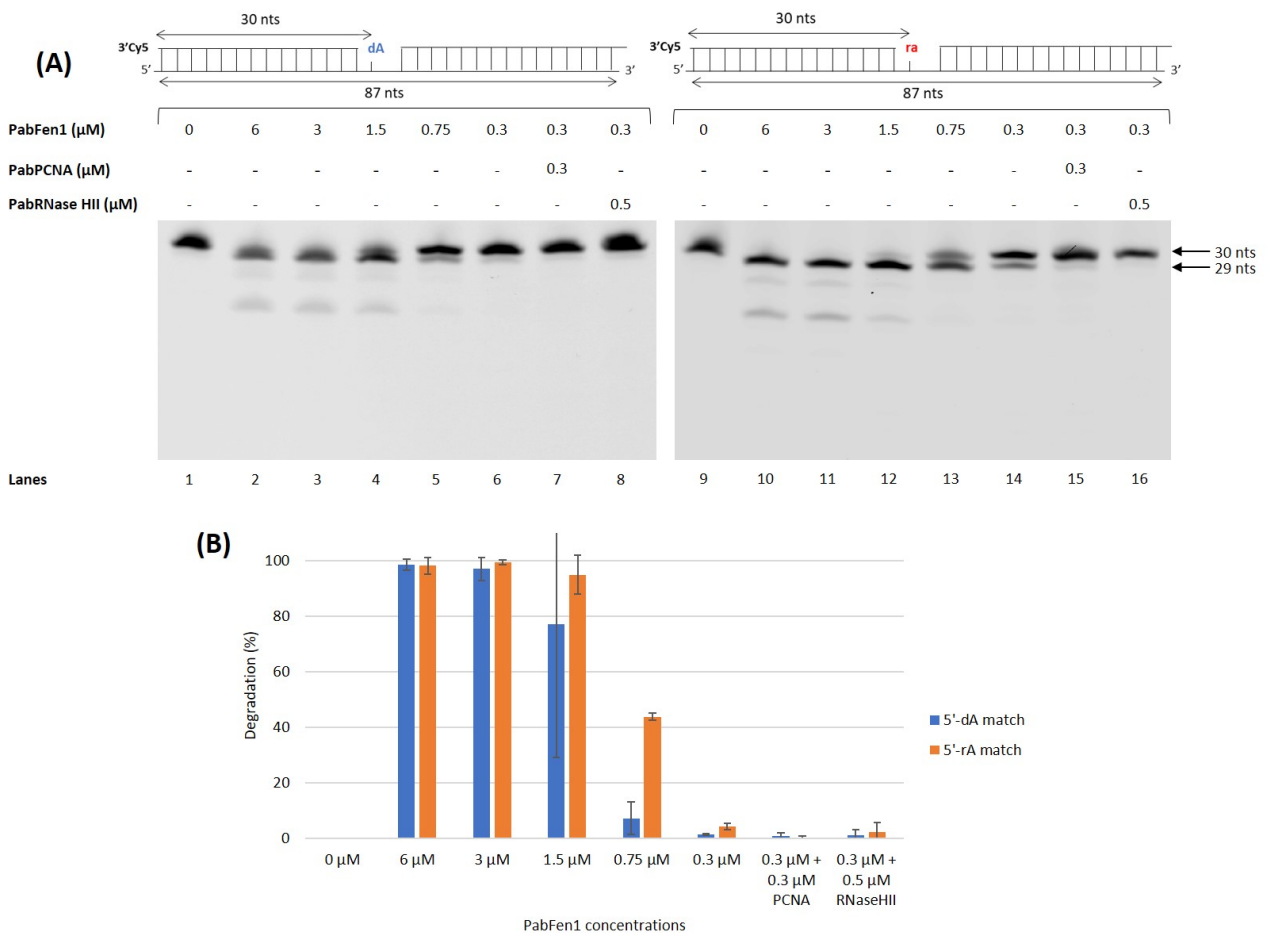 30 nts 30 nts
3’Cy5 dA 3’Cy5 ra
(A)
5’ 3’ 5’ 3’
87 nts 87 nts
PabFen1 (µM) 0 6 3 1.5 0.75 0.3 0.3 0.3 0 6 3 1.5 0.75 0.3 0.3 0.3
PabPCNA (µM) - - - - - - 0.3 - - - - - - - 0.3 -
PabRNase HII (µM) - - - - - - - 0.5 - - - - - - - 0.5
30 nts
29 nts
Lanes 1 2 3 4 5 6 7 8 9 10 11 12 13 14 15 16
(B)
100
80
60
40
20
0
Degradation (%)
5'-dA match
5'-rA match
0 µM 6 µM 3 µM 1.5 µM 0.75 µM 0.3 µM 0.3 µM + 0.3 µM +
0.3 µM 0.5 µM
PCNA RNaseHII
PabFen1 concentrations